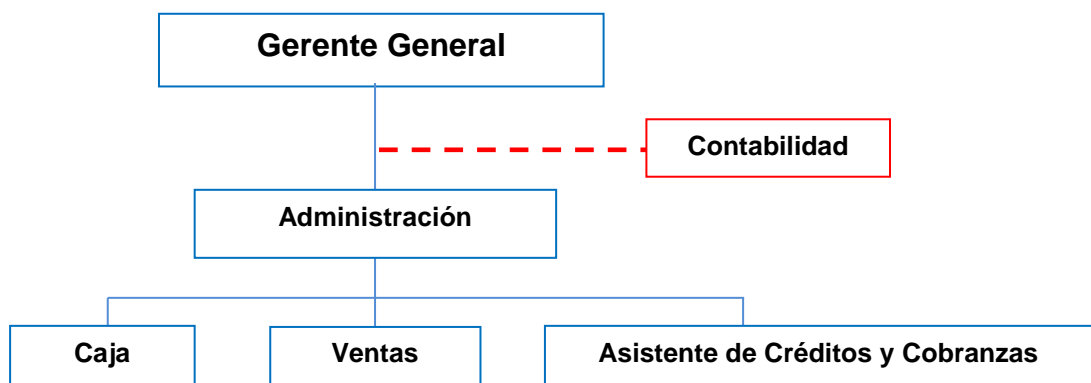 Gerente General
Contabilidad
Administración
Caja
Ventas
Asistente de Créditos y Cobranzas